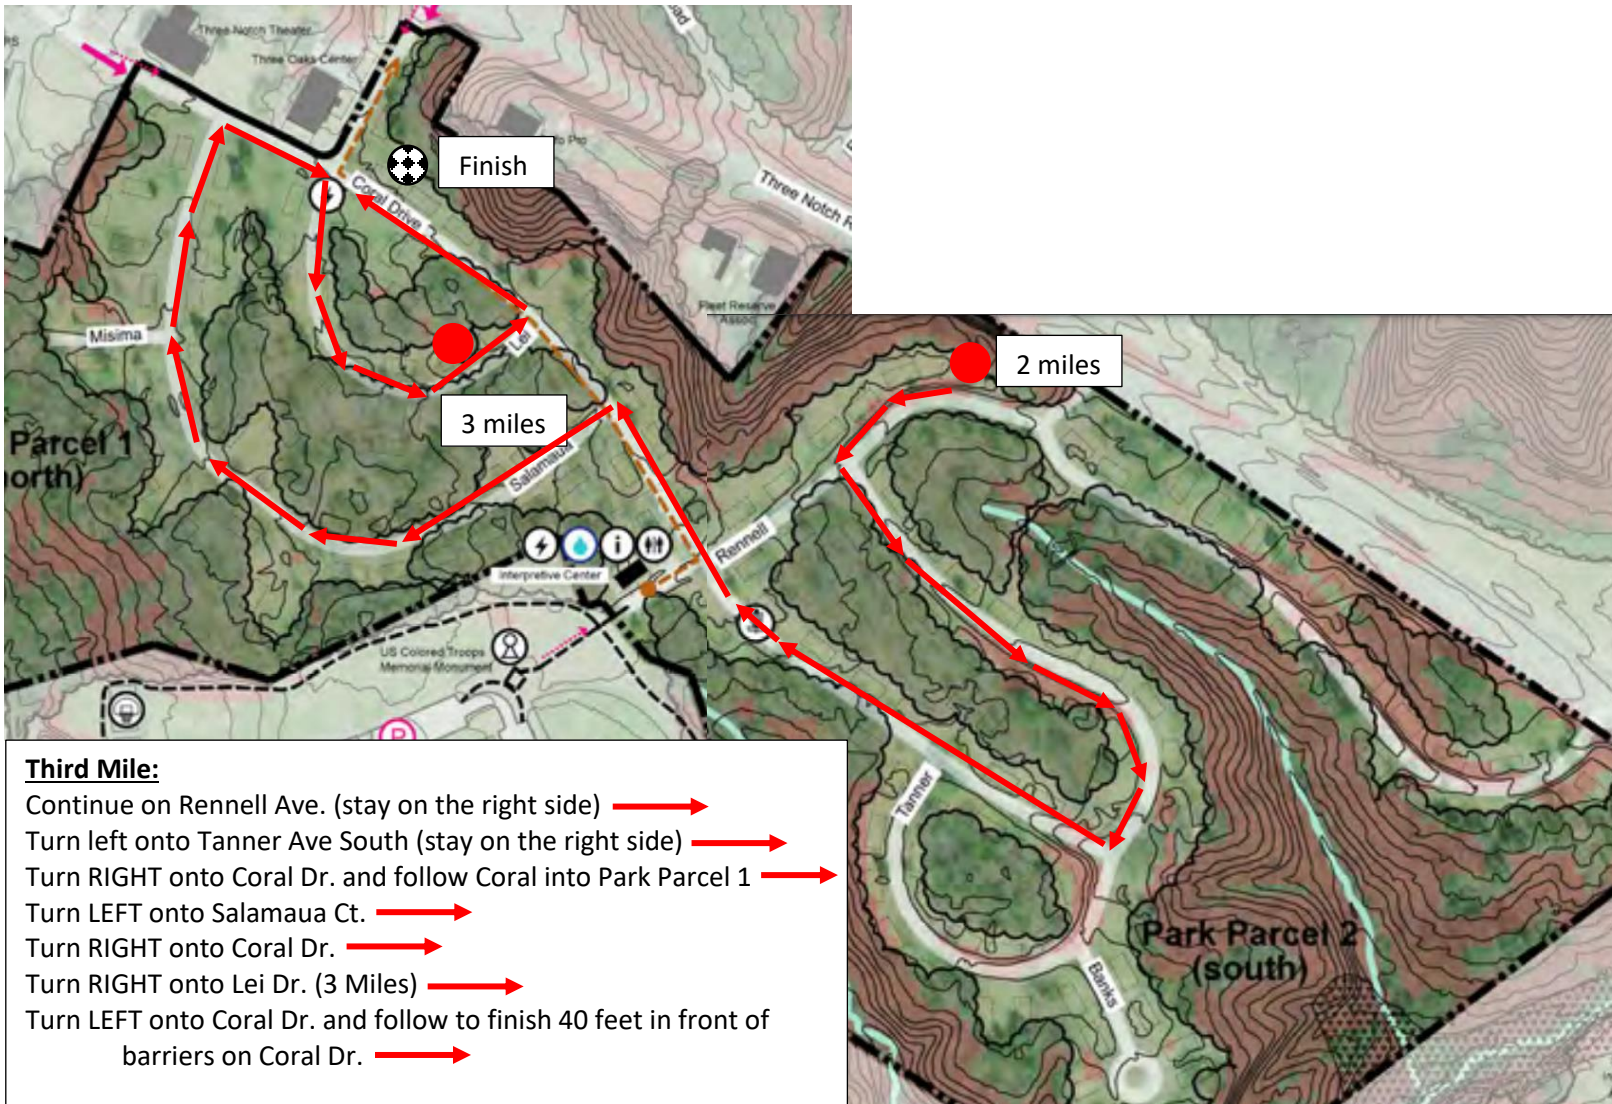 Three Notch Theater
Three Oaks Center
Finish
Coral Drive
Three Notch R
Fleet Reserve
Assoc
Misima
Lei
2 miles
3 miles
Parcel 1
north)
Salamaua
Rennell
Interpretive Center
US Colored Troops
Memorial Monument
P
Tanner
Park Parcel 2
(south)
Banks
Third Mile:
Continue on Rennell Ave. (stay on the right side)
Turn left onto Tanner Ave South (stay on the right side)
Turn RIGHT onto Coral Dr. and follow Coral into Park Parcel 1
Turn LEFT onto Salamaua Ct.
Turn RIGHT onto Coral Dr.
Turn RIGHT onto Lei Dr. (3 Miles)
Turn LEFT onto Coral Dr. and follow to finish 40 feet in front of
barriers on Coral Dr.